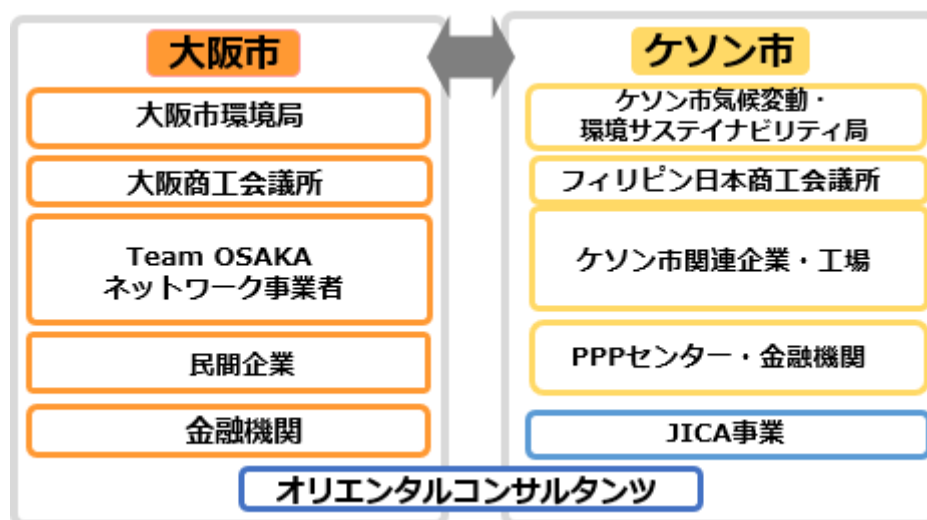 大阪市
大阪市環境局
大阪商工会議所
Team OSAKA
ネットワーク事業者
民間企業
金融機関
ケソン市
ケソン市気候変動・
環境サステイナビリティ局
フィリピン日本商工会議所
ケソン市関連企業・工場
PPPセンター・金融機関
JICA事業
オリエンタルコンサルタンツ